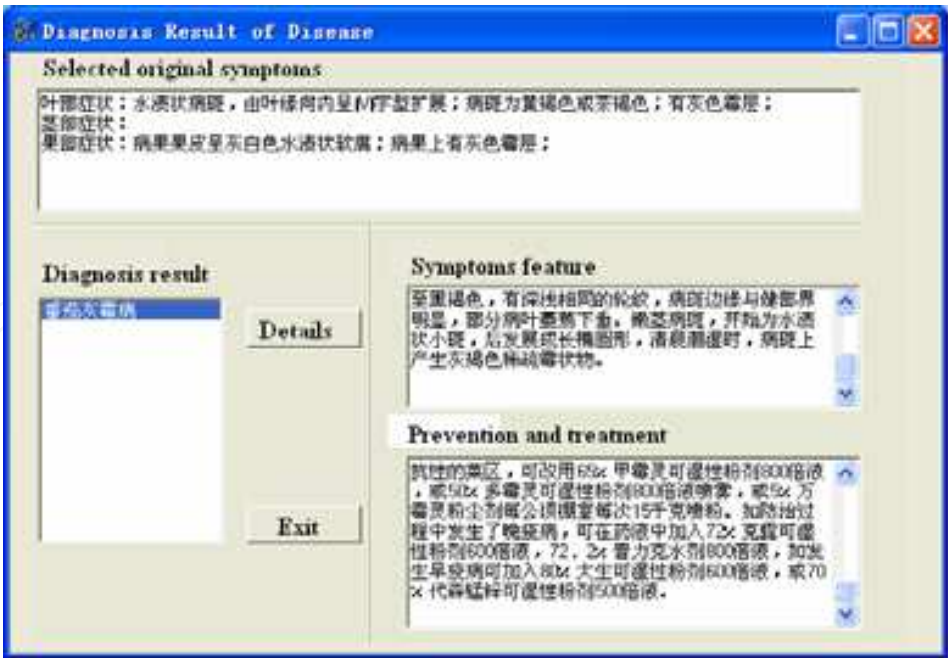 Diagnosis Result of Disease
Selected original symptoms
叶部症状：水渍状病斑，由叶缘向内呈"V"字型扩展；病斑为黄褐色或茶褐色；有灰色霉层；
茎部症状：
果部症状：病果果皮呈灰白色水渍状软腐；病果上有灰色霉层；
Diagnosis result
番茄灰霉病
Details
Exit
Symptoms feature
至黑褐色，有深浅相间的轮纹，病斑边缘与健部界
明显，部分病叶萎蔫下垂。嫩茎病斑，开始为水渍
状小斑，后发展成长椭圆形，清晨潮湿时，病斑上
产生灰褐色稀疏霉状物。
Prevention and treatment
抗性的菜区，可改用65% 甲霉灵可湿性粉剂800倍液
，或50% 多霉灵可湿性粉剂800倍液喷雾，或5% 万
霉灵粉尘剂每公顷棚室每次15千克喷粉。如防治过
程中发生了晚疫病，可在药液中加入72% 克露可湿
性粉剂600倍液，72．2% 普力克水剂800倍液，如发
生早疫病可加入80% 大生可湿性粉剂600倍液，或70
% 代森锰锌可湿性粉剂500倍液。